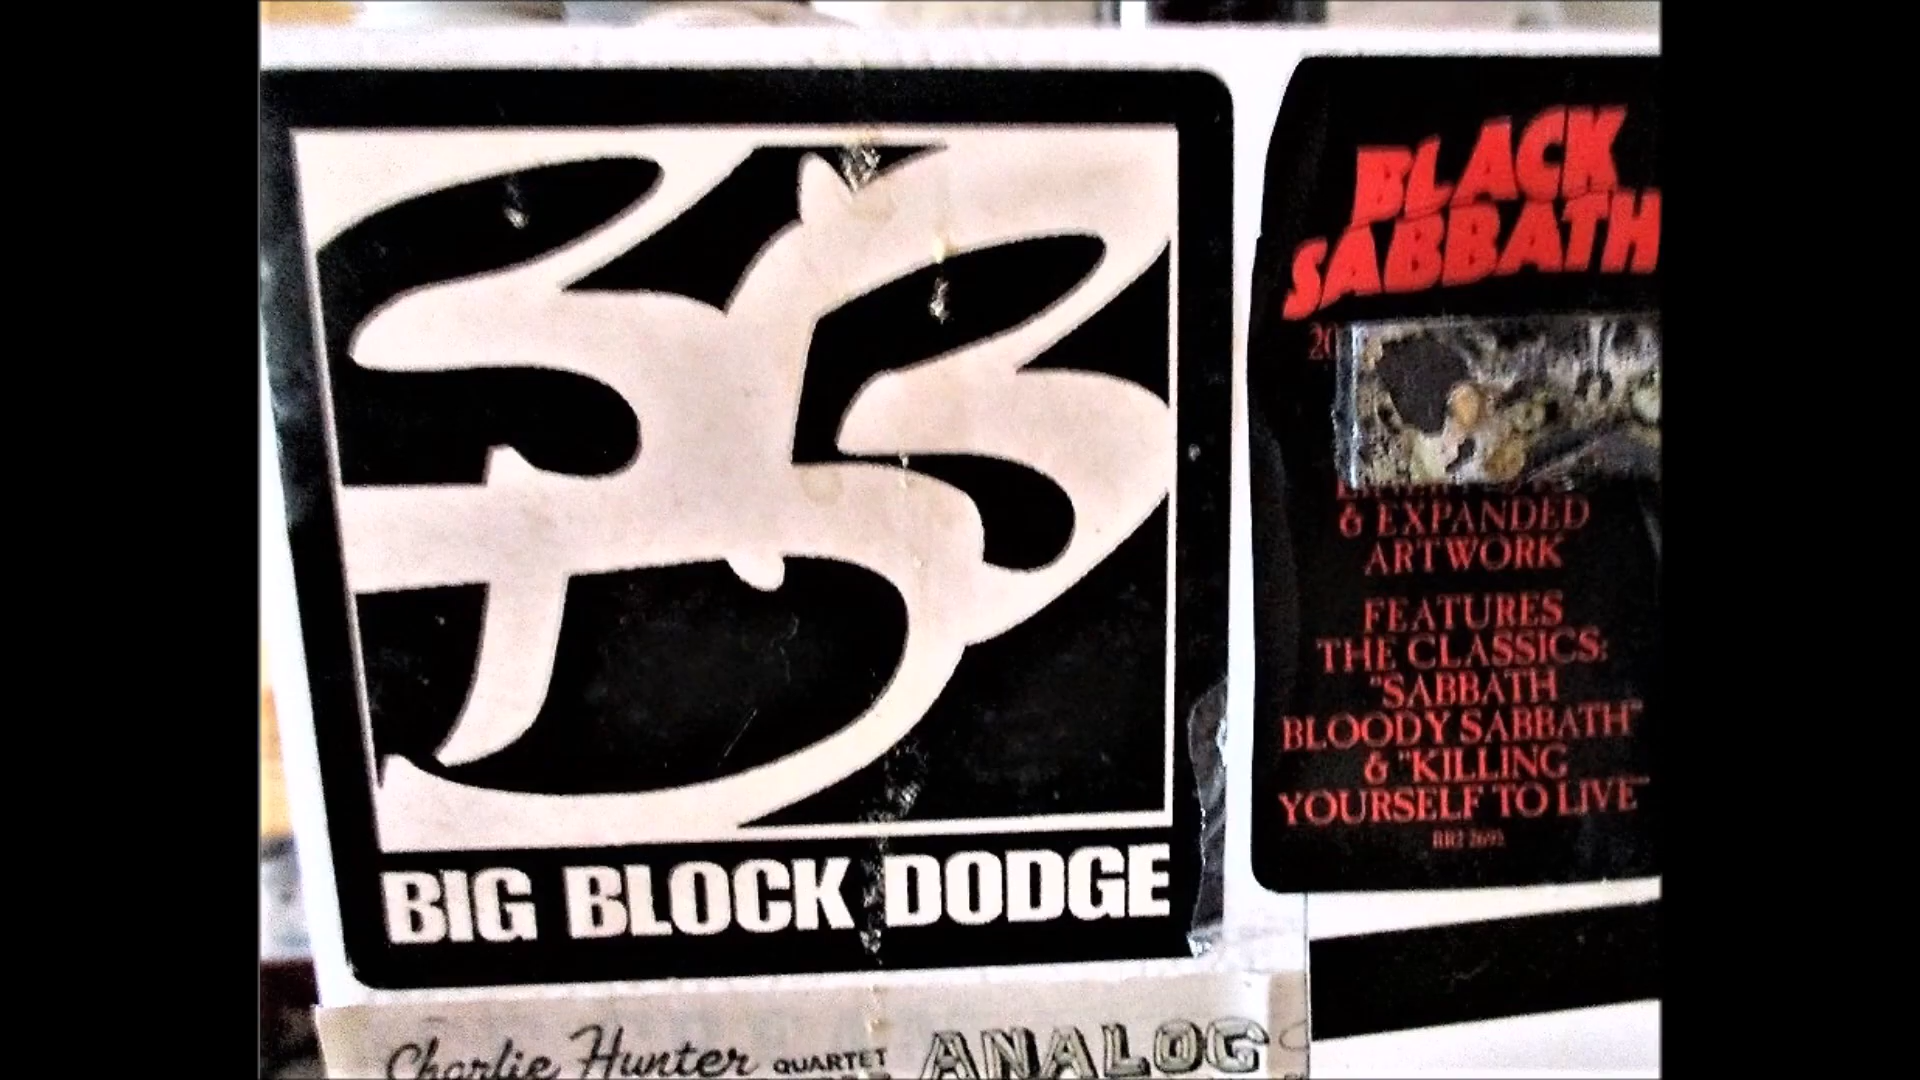 BIG BLOCK DODGE
BLACK
SABBATH
20
& EXPANDED
ARTWORK
FEATURES
THE CLASSICS:
"SABBATH
BLOODY SABBATH"
& "KILLING
YOURSELF TO LIVE"
Charlie Hunter QUARTET
ANALOG